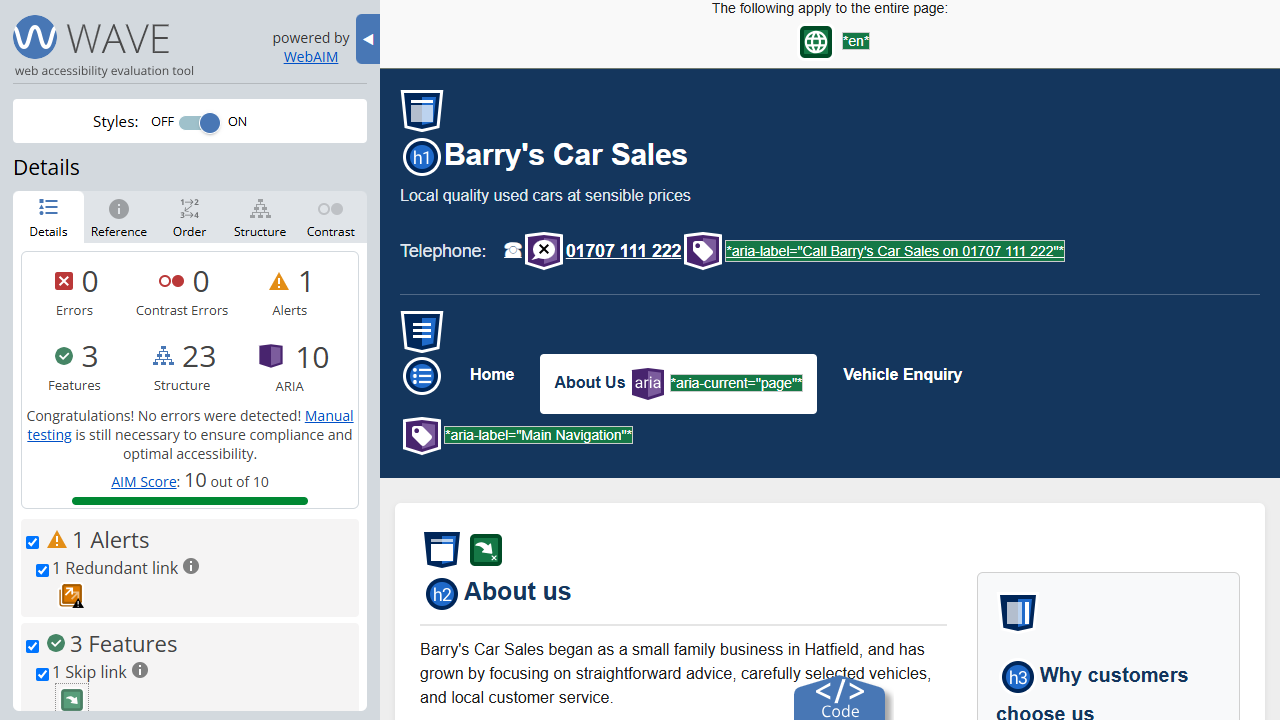 WAVE
powered by
WebAIM
web accessibility evaluation tool
Styles: OFF ON
Details
Details Reference Order Structure Contrast
0 Errors
0 Contrast Errors
1 Alerts
3 Features
23 Structure
10 ARIA
Congratulations! No errors were detected! Manual
testing is still necessary to ensure compliance and
optimal accessibility.
AIM Score: 10 out of 10
1 Alerts
1 Redundant link
3 Features
1 Skip link
The following apply to the entire page:
*en*
h1 Barry's Car Sales
Local quality used cars at sensible prices
Telephone: ☎ 01707 111 222 *aria-label="Call Barry's Car Sales on 01707 111 222"*
Home About Us aria *aria-current="page"* Vehicle Enquiry
*aria-label="Main Navigation"*
h2 About us
Barry's Car Sales began as a small family business in Hatfield, and has
grown by focusing on straightforward advice, carefully selected vehicles,
and local customer service.
h3 Why customers
choose us
</> Code